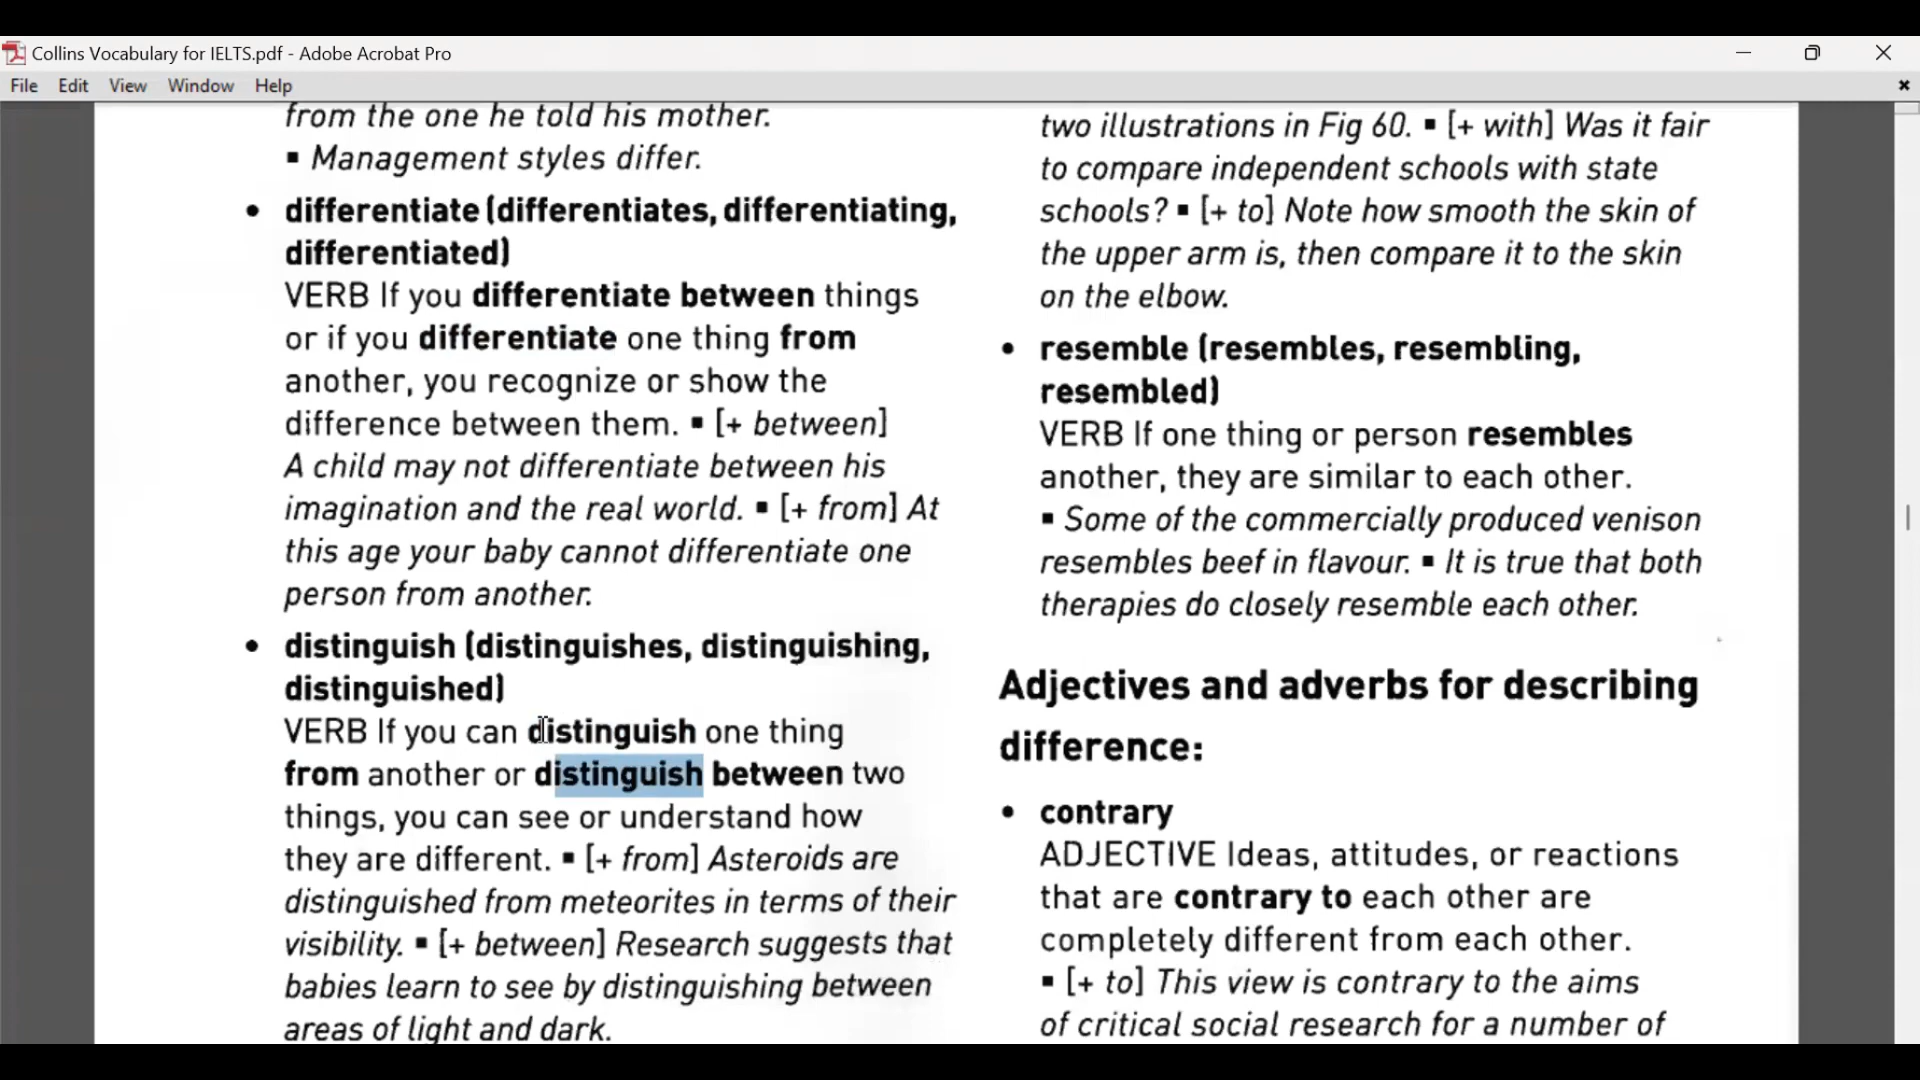 Collins Vocabulary for IELTS.pdf - Adobe Acrobat Pro
File Edit View Window Help
from the one he told his mother.
▪ Management styles differ.
• differentiate (differentiates, differentiating,
differentiated)
VERB If you differentiate between things
or if you differentiate one thing from
another, you recognize or show the
difference between them. ▪ [+ between]
A child may not differentiate between his
imagination and the real world. ▪ [+ from] At
this age your baby cannot differentiate one
person from another.
• distinguish (distinguishes, distinguishing,
distinguished)
VERB If you can distinguish one thing
from another or distinguish between two
things, you can see or understand how
they are different. ▪ [+ from] Asteroids are
distinguished from meteorites in terms of their
visibility. ▪ [+ between] Research suggests that
babies learn to see by distinguishing between
areas of light and dark.
two illustrations in Fig 60. ▪ [+ with] Was it fair
to compare independent schools with state
schools? ▪ [+ to] Note how smooth the skin of
the upper arm is, then compare it to the skin
on the elbow.
• resemble (resembles, resembling,
resembled)
VERB If one thing or person resembles
another, they are similar to each other.
▪ Some of the commercially produced venison
resembles beef in flavour. ▪ It is true that both
therapies do closely resemble each other.
Adjectives and adverbs for describing
difference:
• contrary
ADJECTIVE Ideas, attitudes, or reactions
that are contrary to each other are
completely different from each other.
▪ [+ to] This view is contrary to the aims
of critical social research for a number of